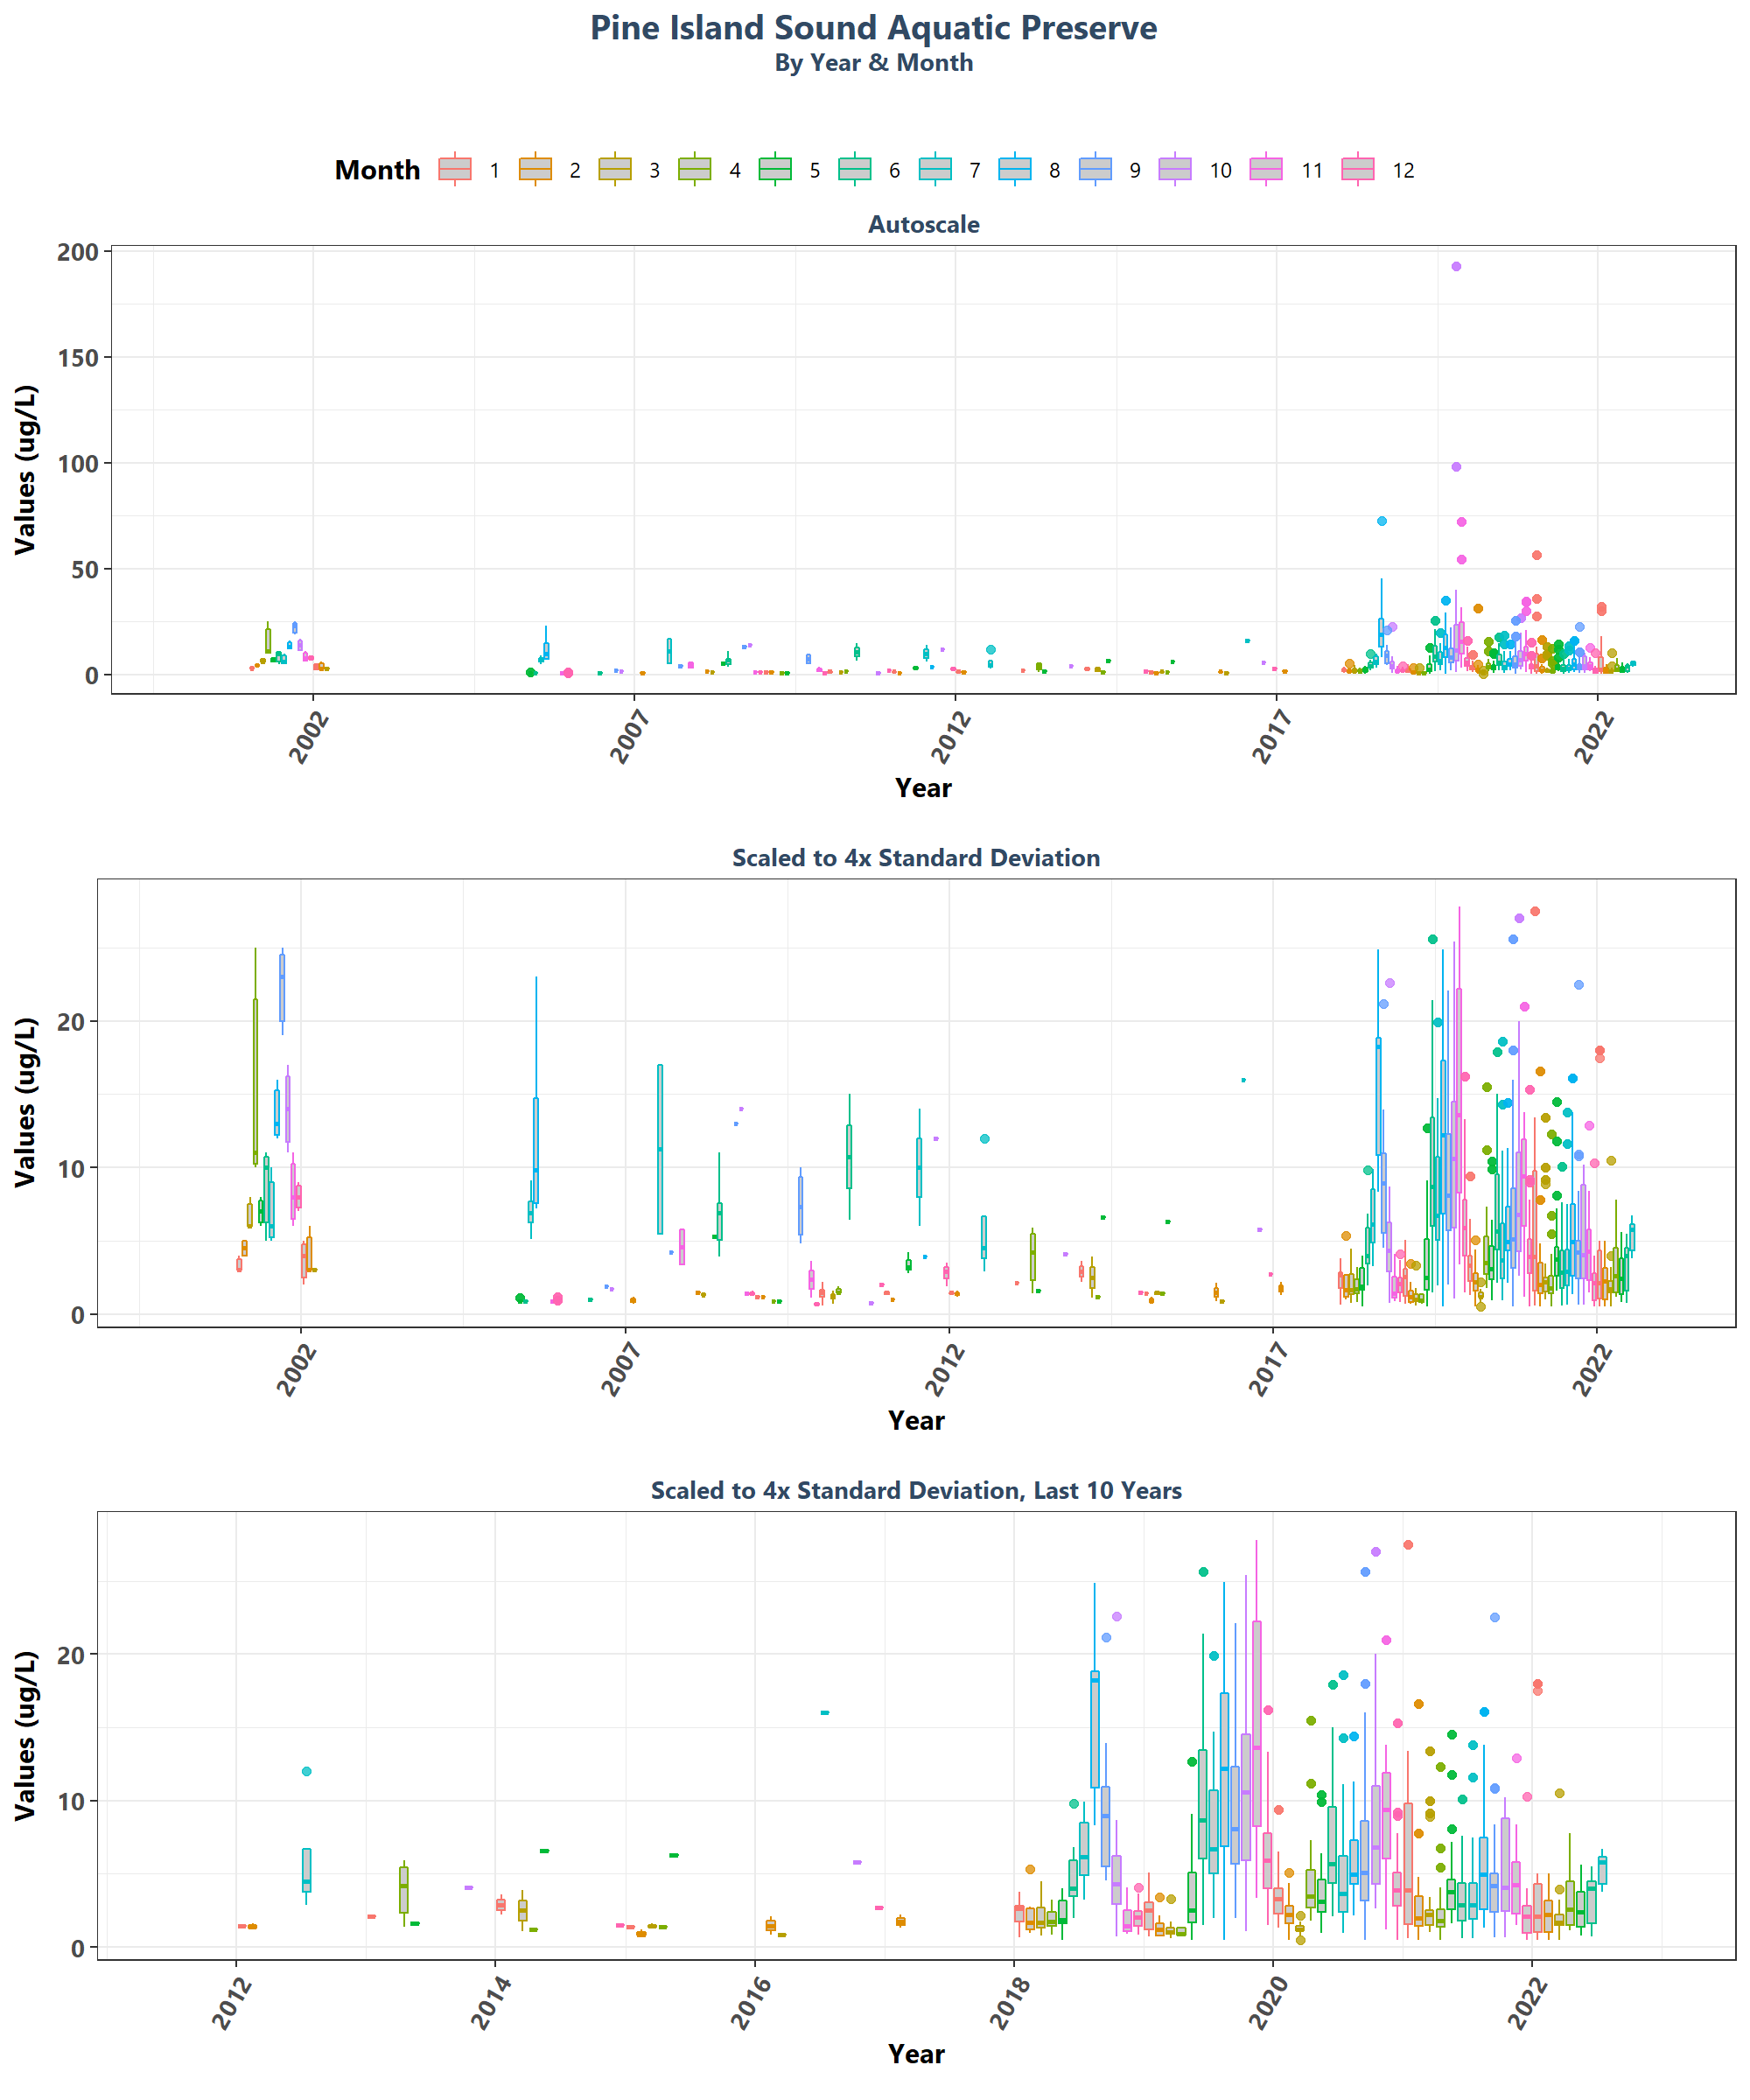 Pine Island Sound Aquatic Preserve
By Year & Month
Month 1 2 3 4 5 6 7 8 9 10 11 12
Autoscale
Values (ug/L)
200
150
100
50
0
2002 2007 2012 2017 2022
Year
Scaled to 4x Standard Deviation
Values (ug/L)
20
10
0
2002 2007 2012 2017 2022
Year
Scaled to 4x Standard Deviation, Last 10 Years
Values (ug/L)
20
10
0
2012 2014 2016 2018 2020 2022
Year